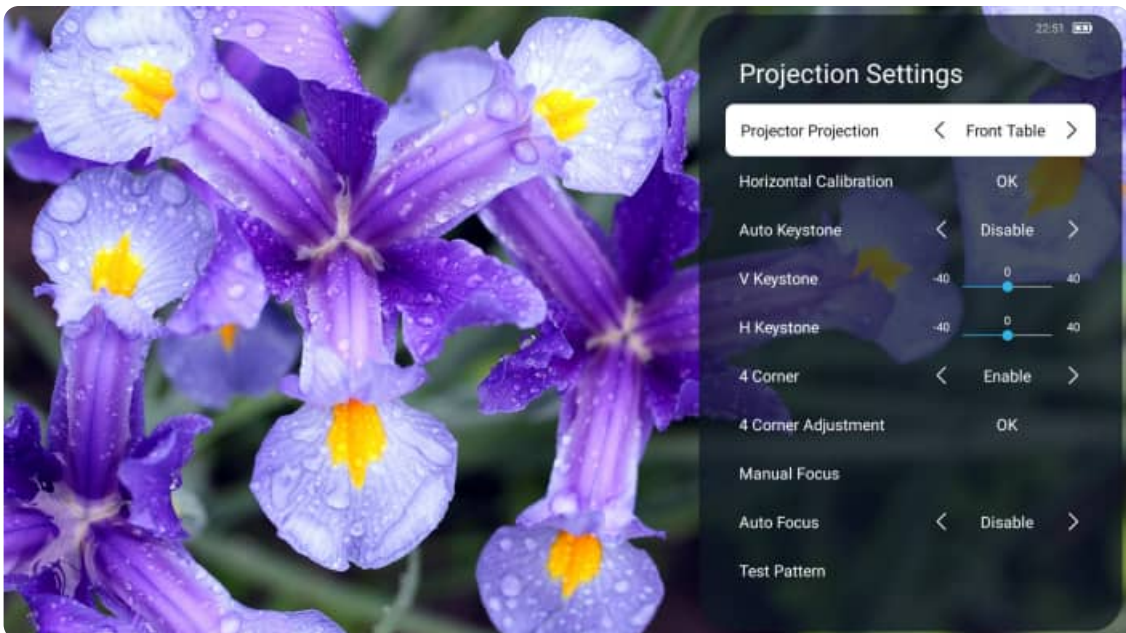 22:51
Projection Settings
Projector Projection < Front Table >
Horizontal Calibration OK
Auto Keystone < Disable >
V Keystone -40 0 40
H Keystone -40 0 40
4 Corner < Enable >
4 Corner Adjustment OK
Manual Focus
Auto Focus < Disable >
Test Pattern